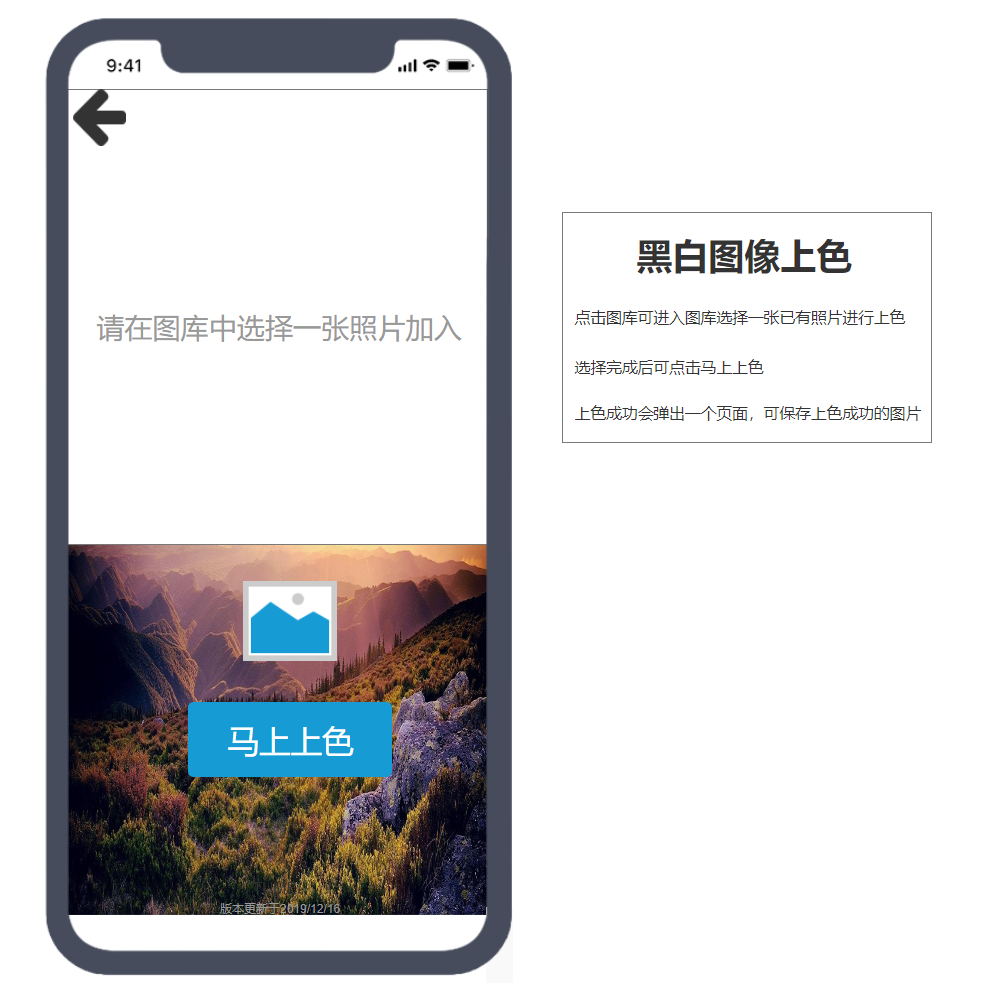 9:41
请在图库中选择一张照片加入
马上上色
版本更新于2019/12/16
黑白图像上色
点击图库可进入图库选择一张已有照片进行上色
选择完成后可点击马上上色
上色成功会弹出一个页面，可保存上色成功的图片